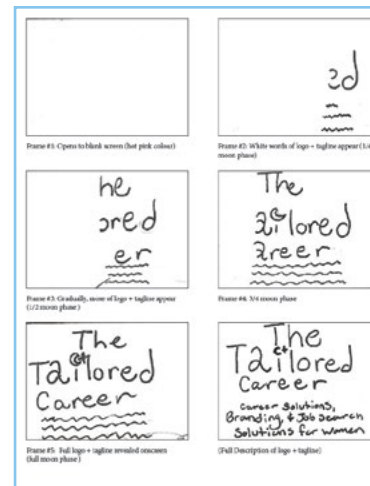 ed
Frame #1: Opens to blank screen (hot pink colour)
Frame #2: White words of logo + tagline appear (1/4
moon phase)
he
ored
er
The
ailored
areer
Frame #3: Gradually, more of logo + tagline appear
(1/2 moon phase)
Frame #4: 3/4 moon phase
The
Tailored
Career
The
Tailored
Career
Career Solutions,
Branding, & Job Search
Solutions for Women
Frame #5: Full logo + tagline revealed onscreen
(full moon phase)
(Full Description of logo + tagline)